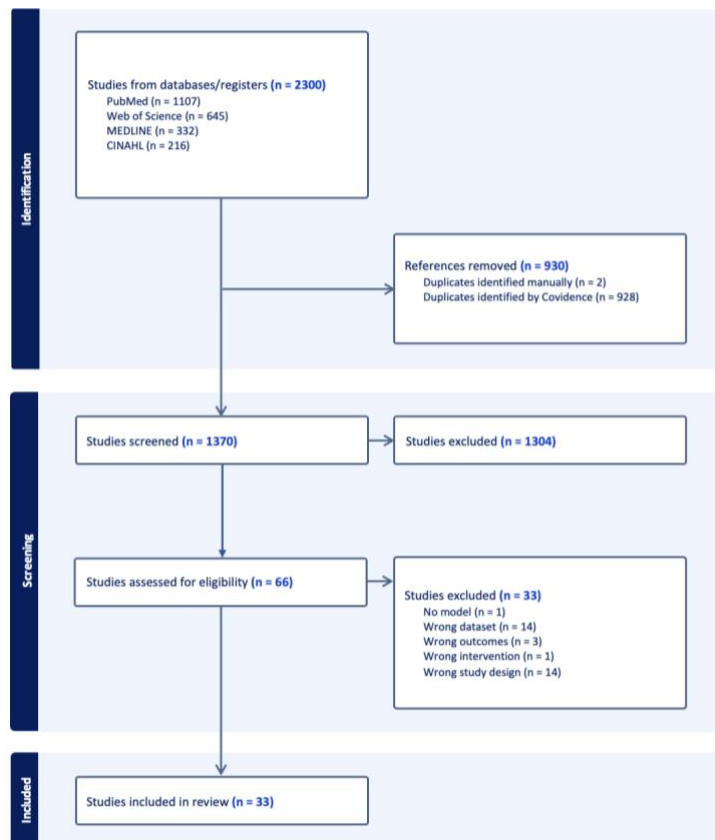 Identification
Studies from databases/registers (n = 2300)
PubMed (n = 1107)
Web of Science (n = 645)
MEDLINE (n = 332)
CINAHL (n = 216)
References removed (n = 930)
Duplicates identified manually (n = 2)
Duplicates identified by Covidence (n = 928)
Screening
Studies screened (n = 1370)
Studies excluded (n = 1304)
Studies assessed for eligibility (n = 66)
Studies excluded (n = 33)
No model (n = 1)
Wrong dataset (n = 14)
Wrong outcomes (n = 3)
Wrong intervention (n = 1)
Wrong study design (n = 14)
Included
Studies included in review (n = 33)